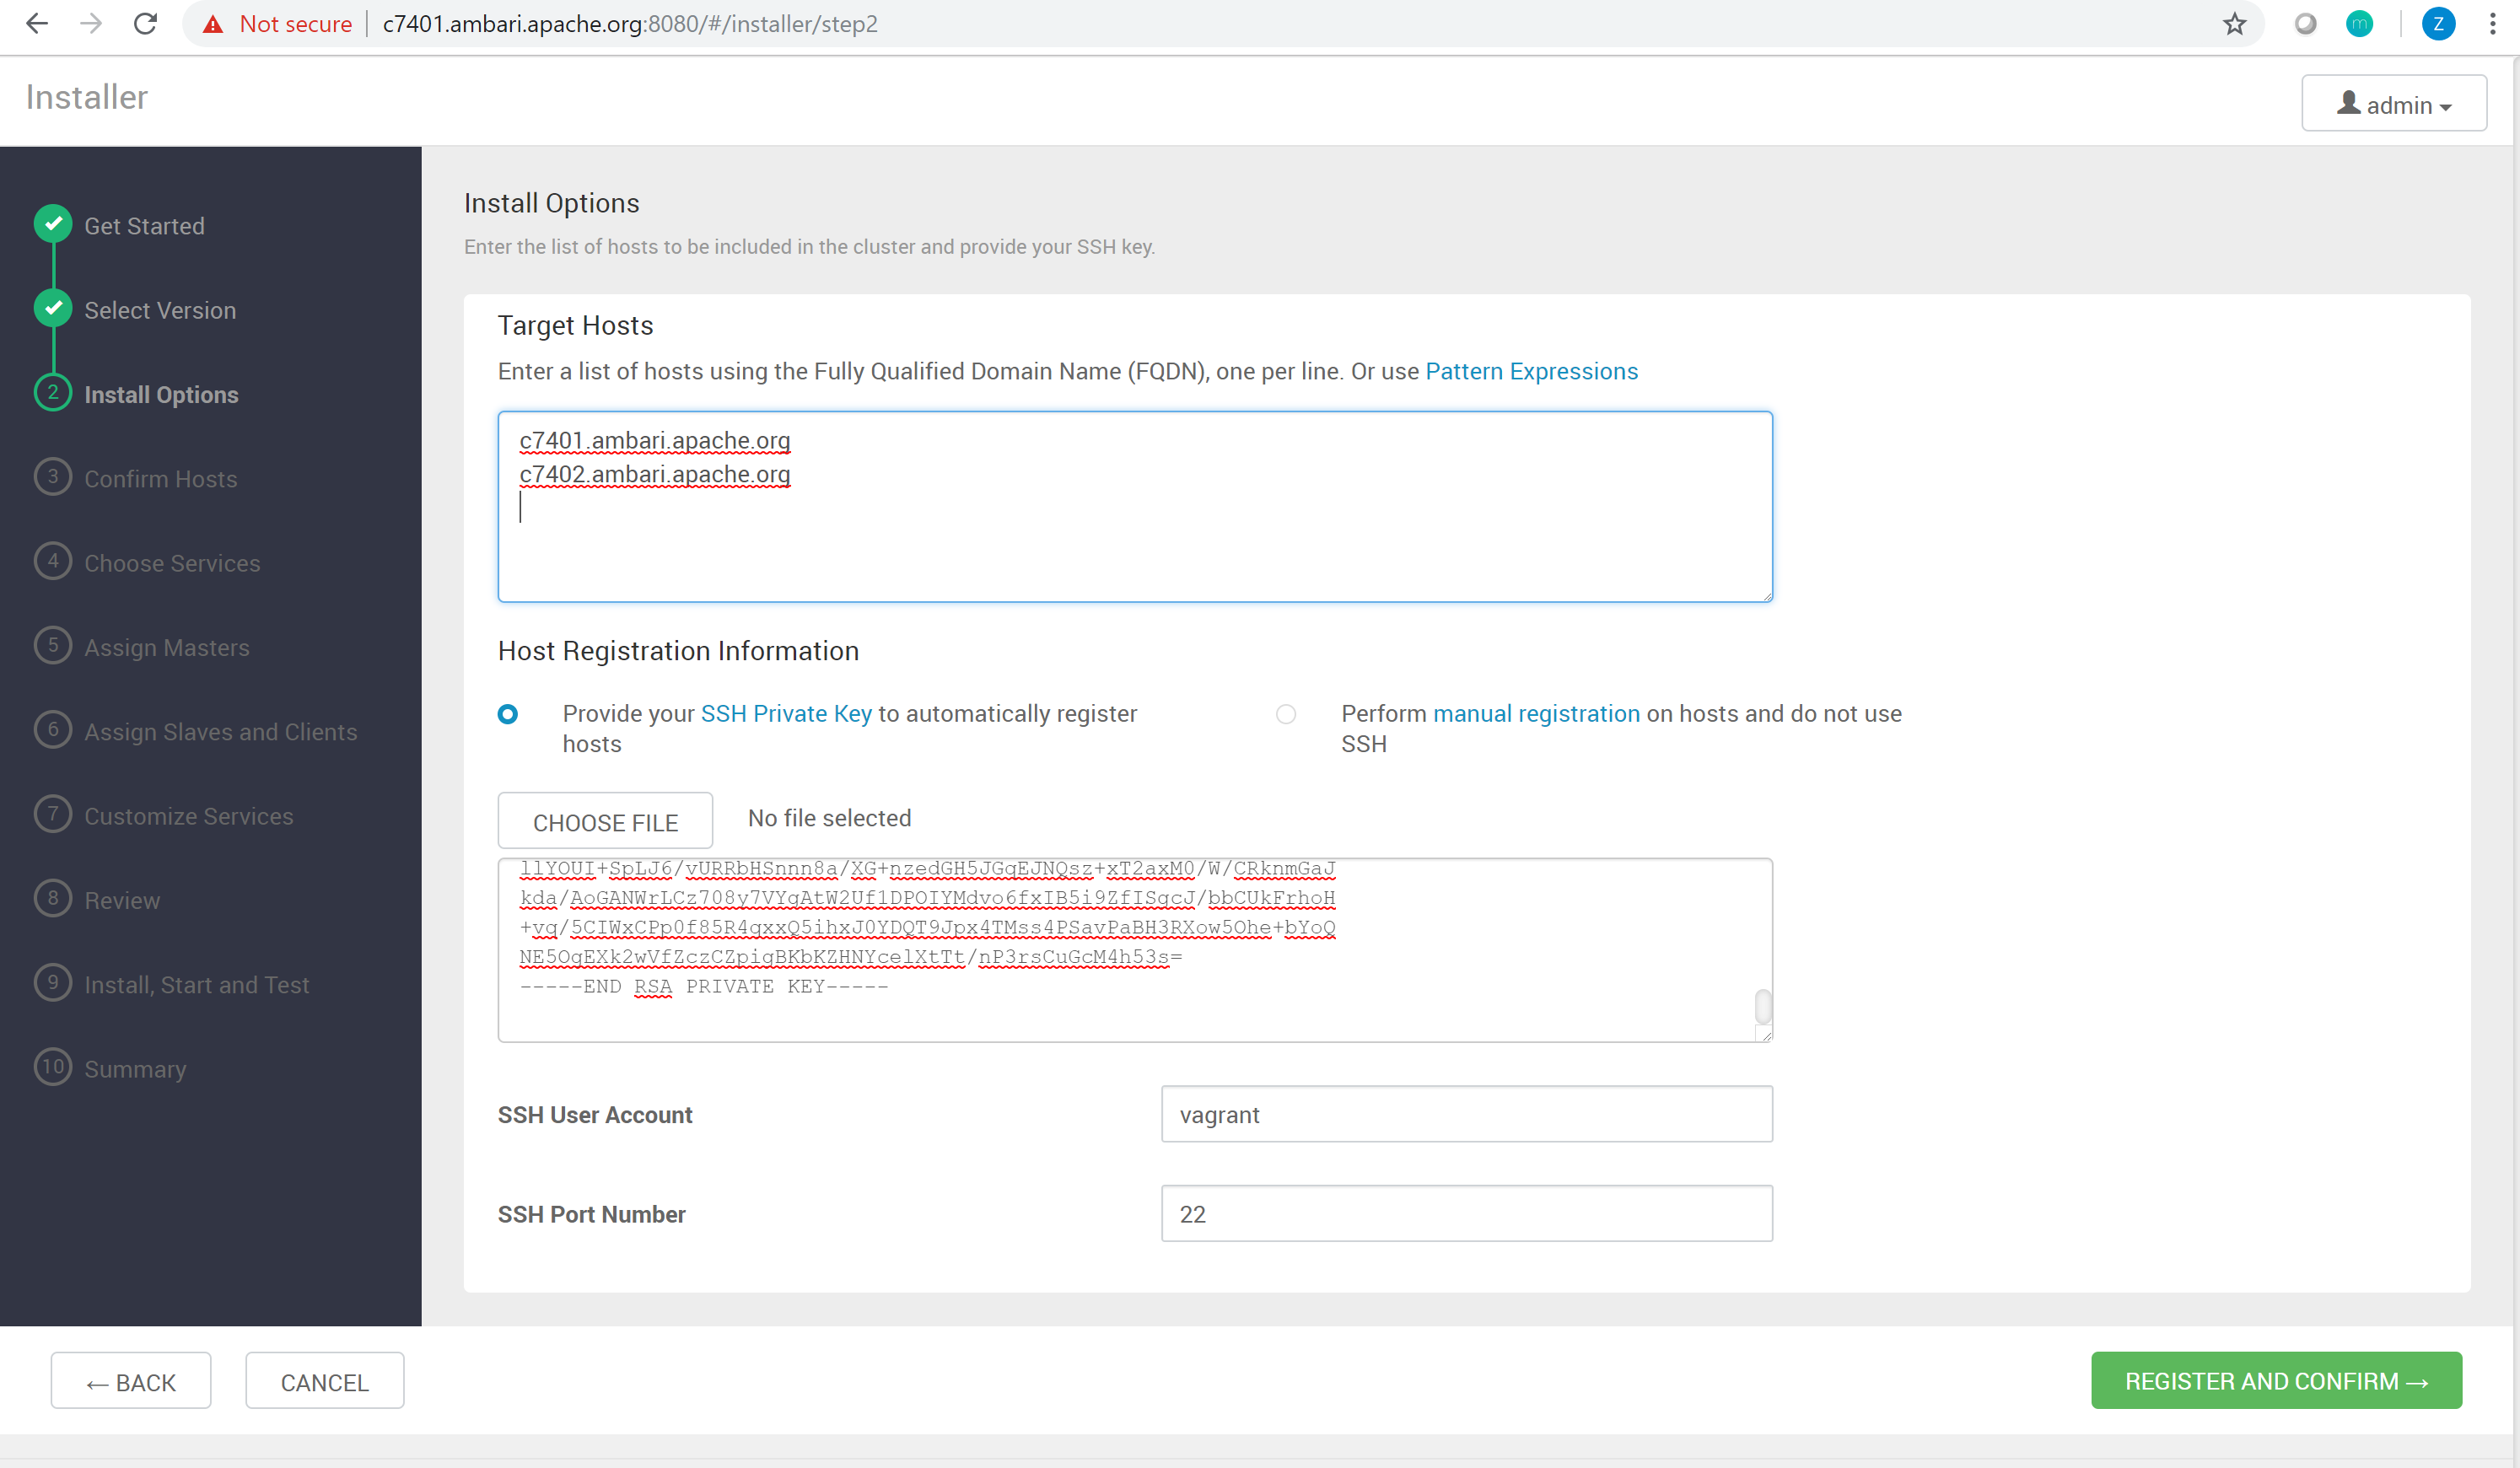 Not secure
c7401.ambari.apache.org:8080/#/installer/step2
m
Z
Installer
admin
Get Started
Select Version
2 Install Options
3 Confirm Hosts
4 Choose Services
5 Assign Masters
6 Assign Slaves and Clients
7 Customize Services
8 Review
9 Install, Start and Test
10 Summary
Install Options
Enter the list of hosts to be included in the cluster and provide your SSH key.
Target Hosts
Enter a list of hosts using the Fully Qualified Domain Name (FQDN), one per line. Or use Pattern Expressions
c7401.ambari.apache.org
c7402.ambari.apache.org
Host Registration Information
Provide your SSH Private Key to automatically register
hosts
Perform manual registration on hosts and do not use
SSH
CHOOSE FILE
No file selected
-----END RSA PRIVATE KEY-----
SSH User Account
vagrant
SSH Port Number
22
← BACK
CANCEL
REGISTER AND CONFIRM →